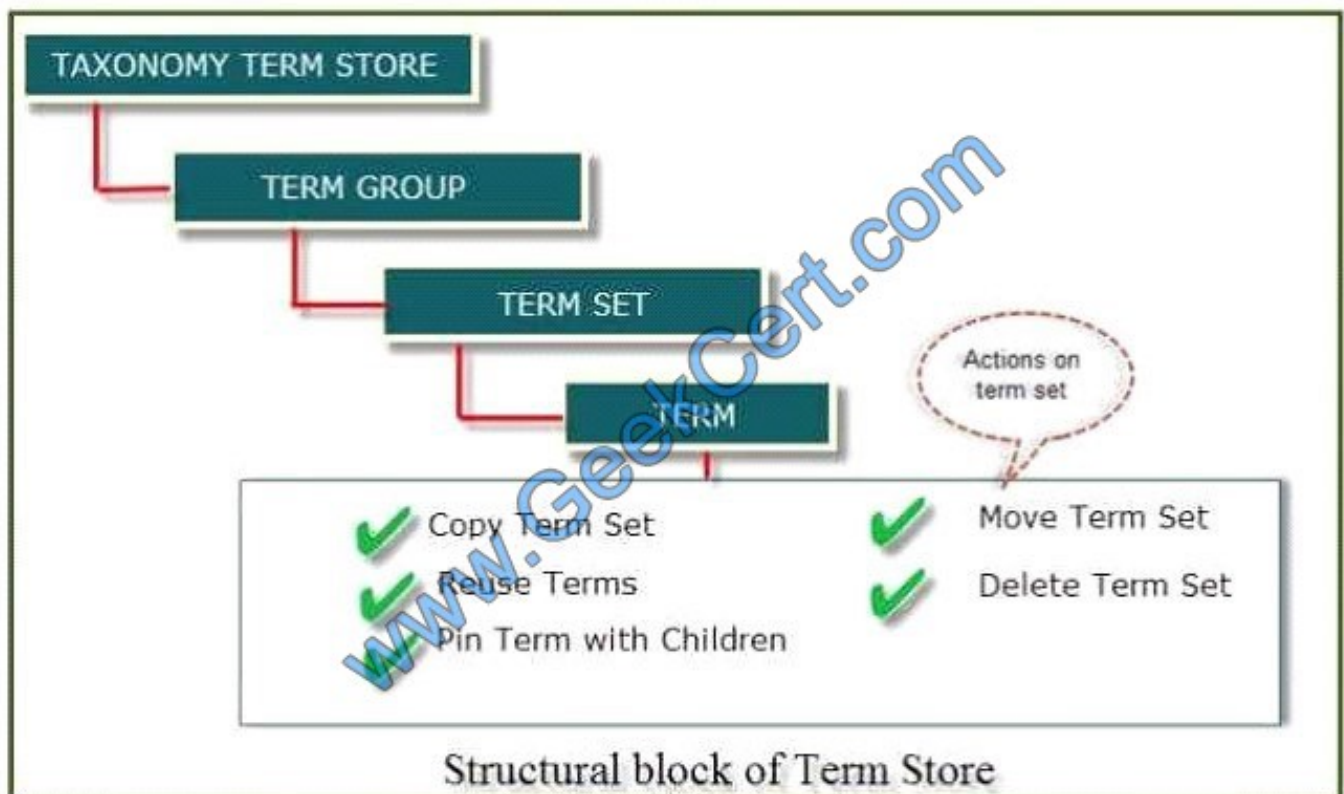 TAXONOMY TERM STORE
TERM GROUP
TERM SET
TERM
Actions on
term set
Copy Term Set
Reuse Terms
Pin Term with Children
Move Term Set
Delete Term Set
Structural block of Term Store
www.GeekCert.com